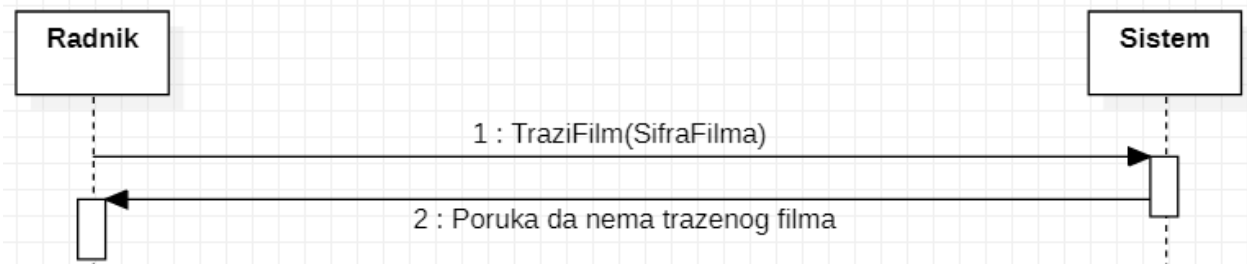 Radnik
Sistem
1 : TraziFilm(SifraFilma)
2 : Poruka da nema trazenog filma